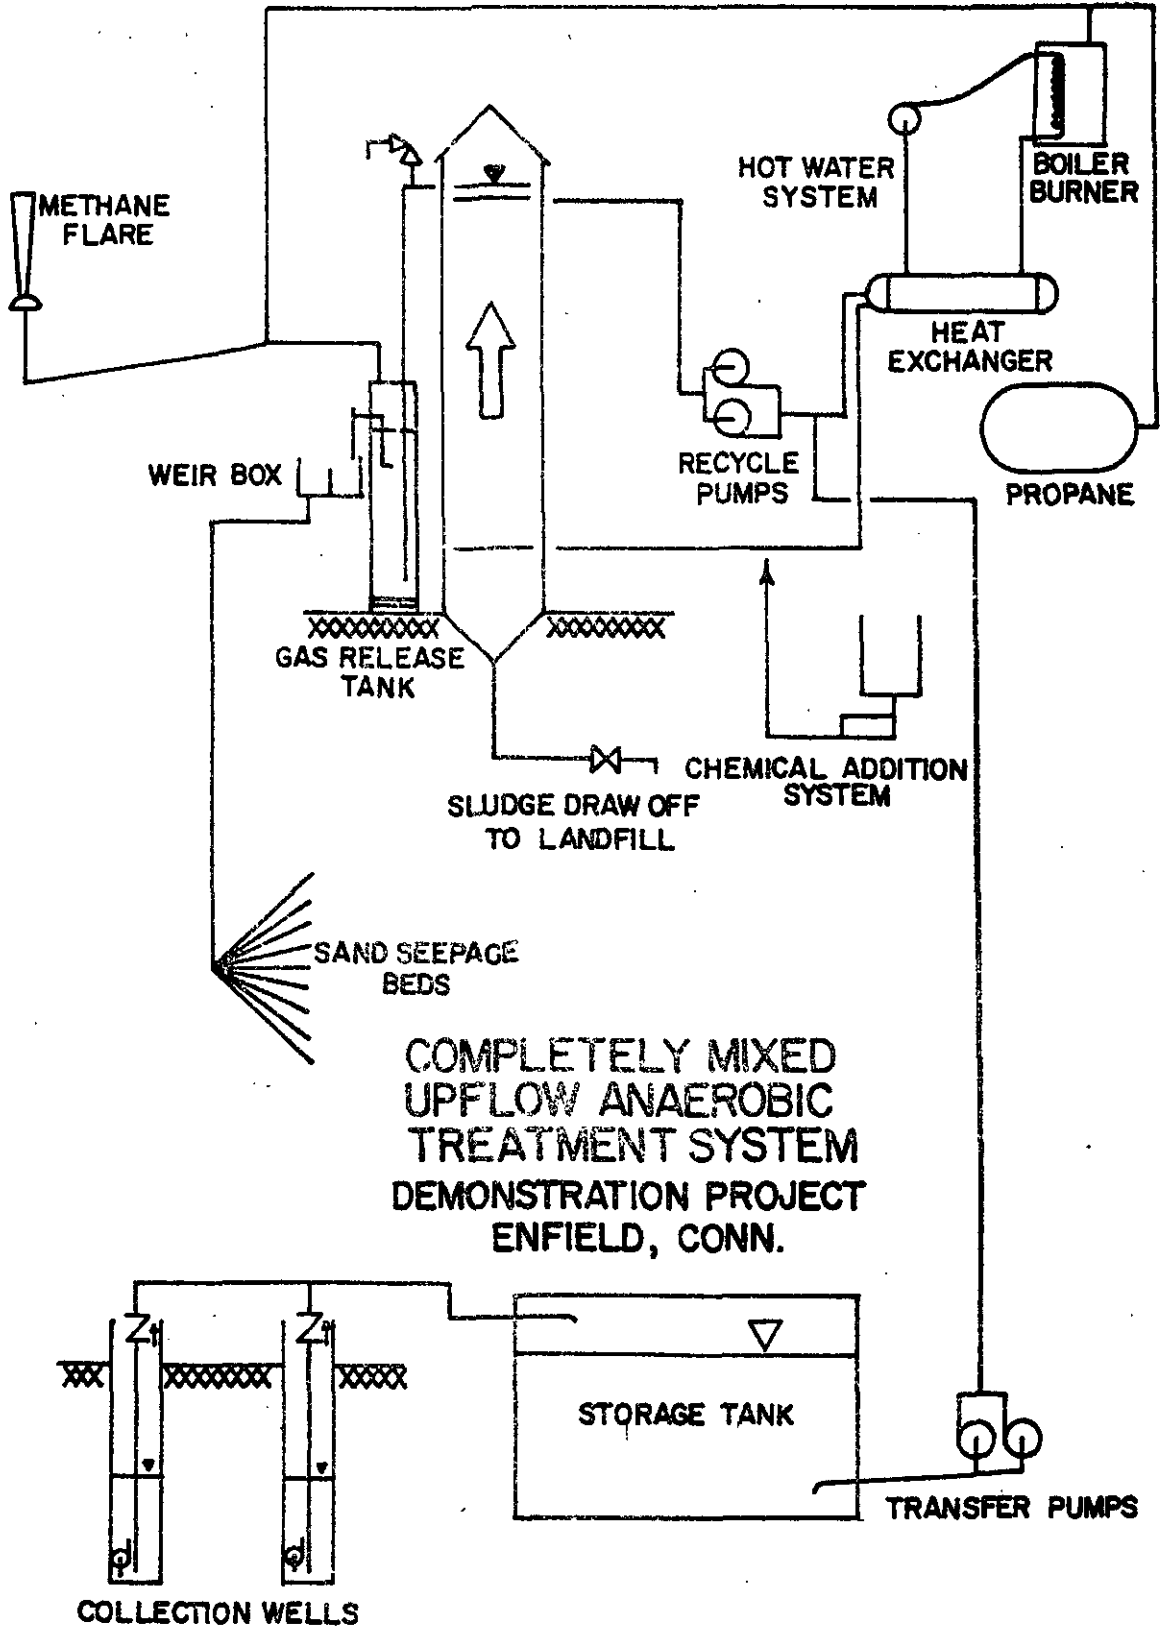 HOT WATER
SYSTEM
BOILER
BURNER
METHANE
FLARE
HEAT
EXCHANGER
WEIR BOX
RECYCLE
PUMPS
PROPANE
GAS RELEASE
TANK
CHEMICAL ADDITION
SYSTEM
SLUDGE DRAW OFF
TO LANDFILL
SAND SEEPAGE
BEDS
COMPLETELY MIXED
UPFLOW ANAEROBIC
TREATMENT SYSTEM
DEMONSTRATION PROJECT
ENFIELD, CONN.
STORAGE TANK
TRANSFER PUMPS
COLLECTION WELLS